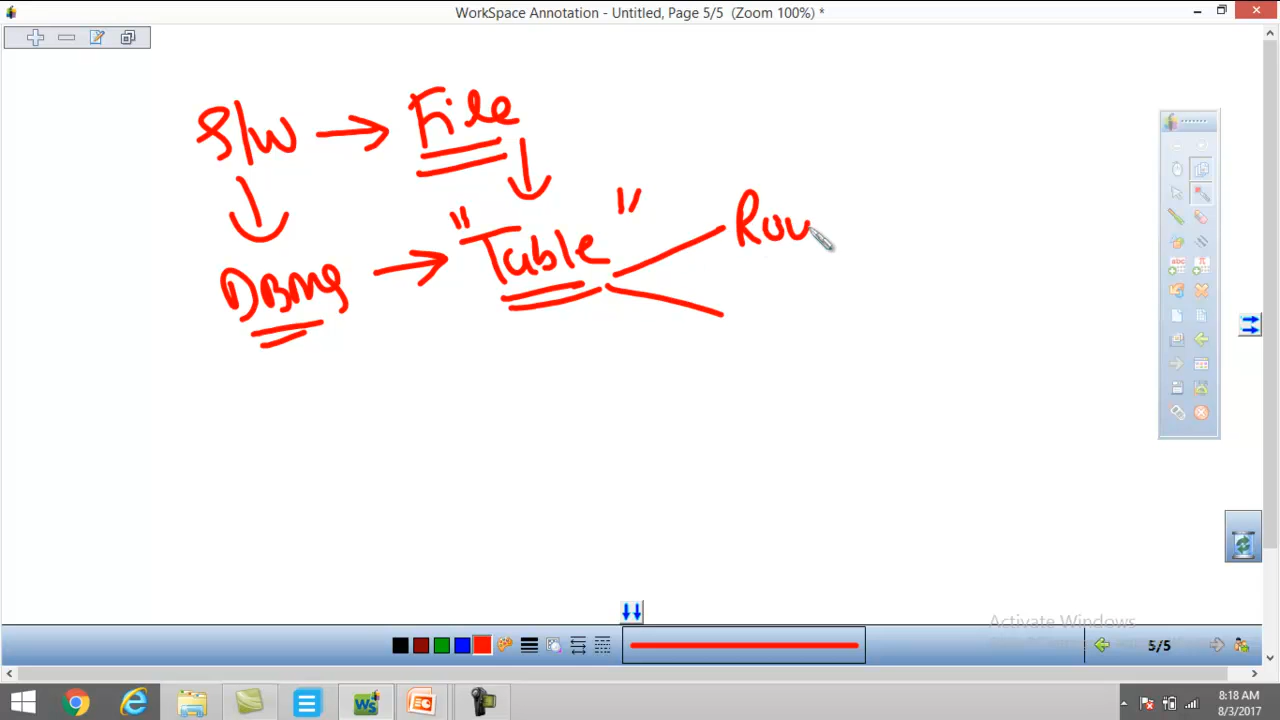 WorkSpace Annotation - Untitled, Page 5/5 (Zoom 100%) *
S/W → File
DBMS → "Table"
Row
Activate Windows
5/5
8:18 AM
8/3/2017